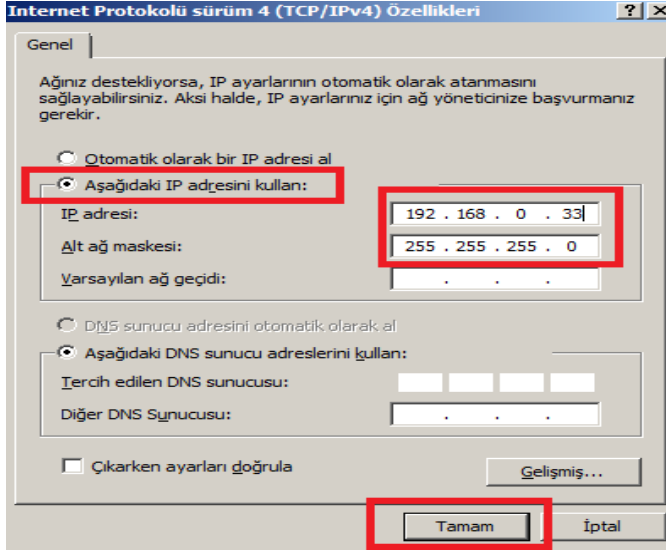 Internet Protokolü sürüm 4 (TCP/IPv4) Özellikleri
Genel
Ağınız destekliyorsa, IP ayarlarının otomatik olarak atanmasını
sağlayabilirsiniz. Aksi halde, IP ayarlarınız için ağ yöneticinize başvurmanız
gerekir.
Otomatik olarak bir IP adresi al
Aşağıdaki IP adresini kullan:
IP adresi: 192 . 168 . 0 . 33
Alt ağ maskesi: 255 . 255 . 255 . 0
Varsayılan ağ geçidi: . . .
DNS sunucu adresini otomatik olarak al
Aşağıdaki DNS sunucu adreslerini kullan:
Tercih edilen DNS sunucusu:
Diğer DNS Sunucusu: . . .
Çıkarken ayarları doğrula
Gelişmiş...
Tamam İptal